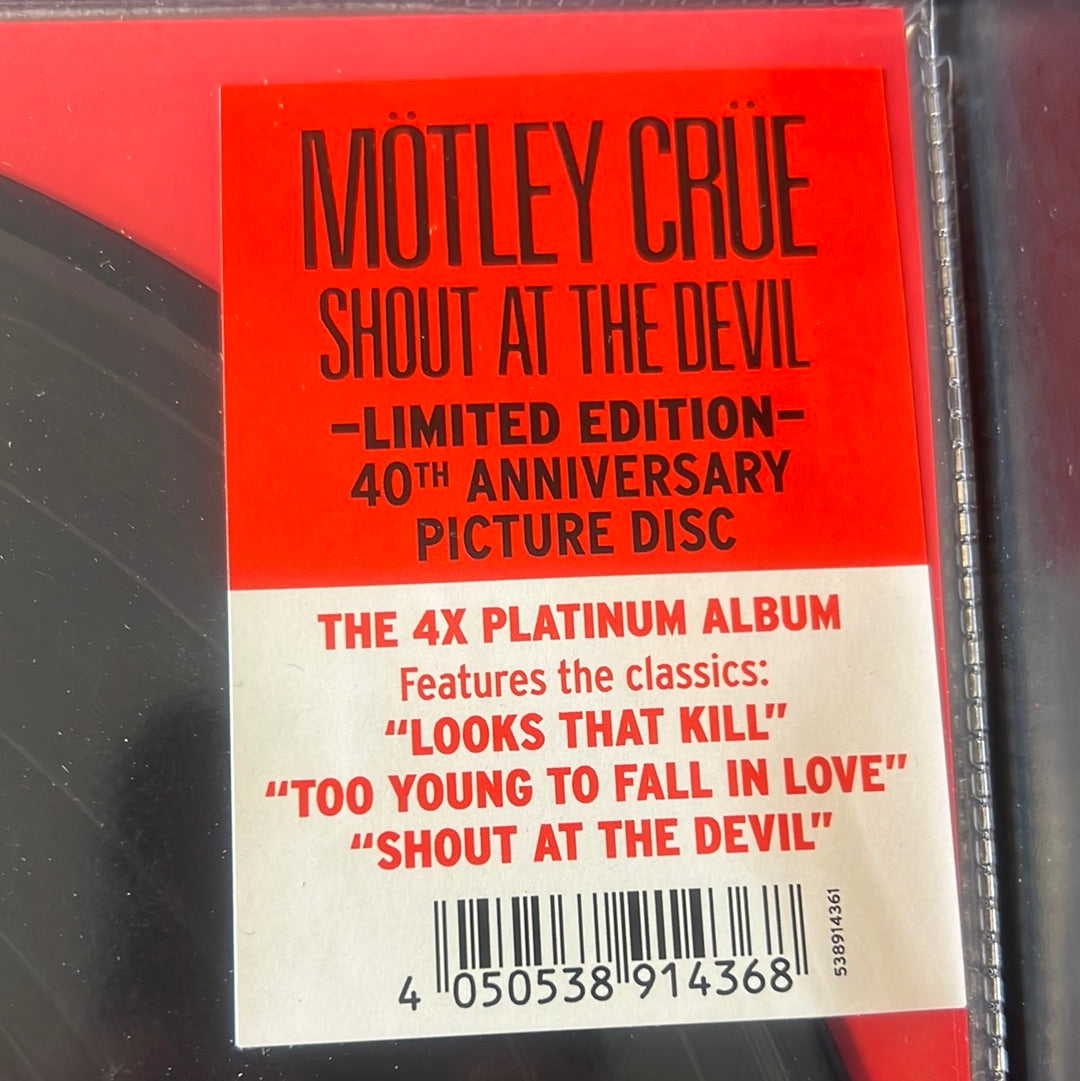 MÖTLEY CRÜE
SHOUT AT THE DEVIL
–LIMITED EDITION–
40TH ANNIVERSARY
PICTURE DISC
THE 4X PLATINUM ALBUM
Features the classics:
“LOOKS THAT KILL”
“TOO YOUNG TO FALL IN LOVE”
“SHOUT AT THE DEVIL”
4 050538 914368
538914361